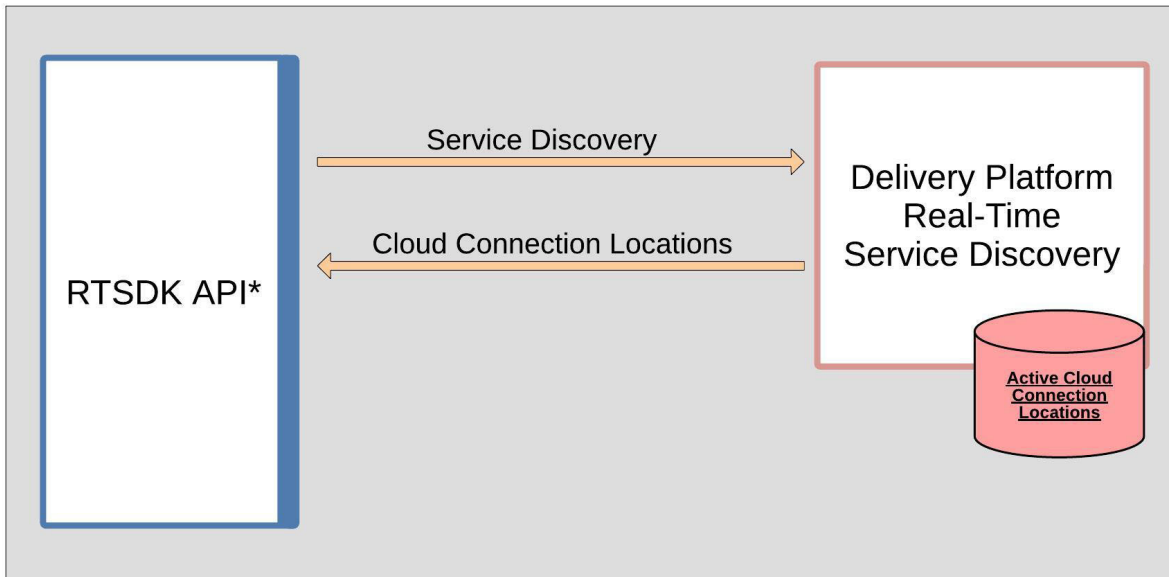 Service Discovery
Cloud Connection Locations
RTSDK API*
Delivery Platform
Real-Time
Service Discovery
Active Cloud
Connection
Locations